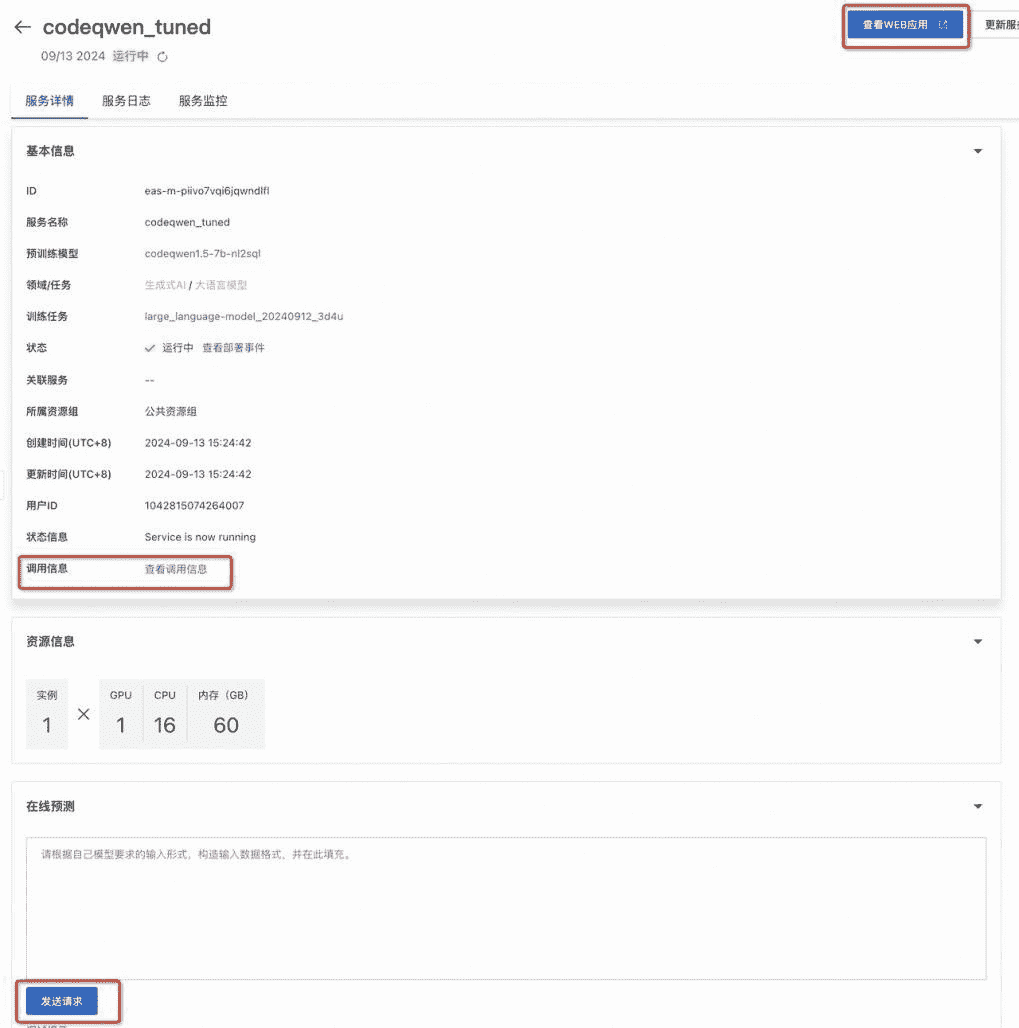 ← codeqwen_tuned
查看WEB应用
更新服
09/13 2024 运行中
服务详情 服务日志 服务监控
基本信息
ID eas-m-piivo7vqi6jqwndlfl
服务名称 codeqwen_tuned
预训练模型 codeqwen1.5-7b-nl2sql
领域/任务 生成式AI / 大语言模型
训练任务 large_language-model_20240912_3d4u
状态 运行中 查看部署事件
关联服务 --
所属资源组 公共资源组
创建时间(UTC+8) 2024-09-13 15:24:42
更新时间(UTC+8) 2024-09-13 15:24:42
用户ID 1042815074264007
状态信息 Service is now running
调用信息 查看调用信息
资源信息
实例 GPU CPU 内存（GB）
1 × 1 16 60
在线预测
请根据自己模型要求的输入形式，构造输入数据格式，并在此填充。
发送请求